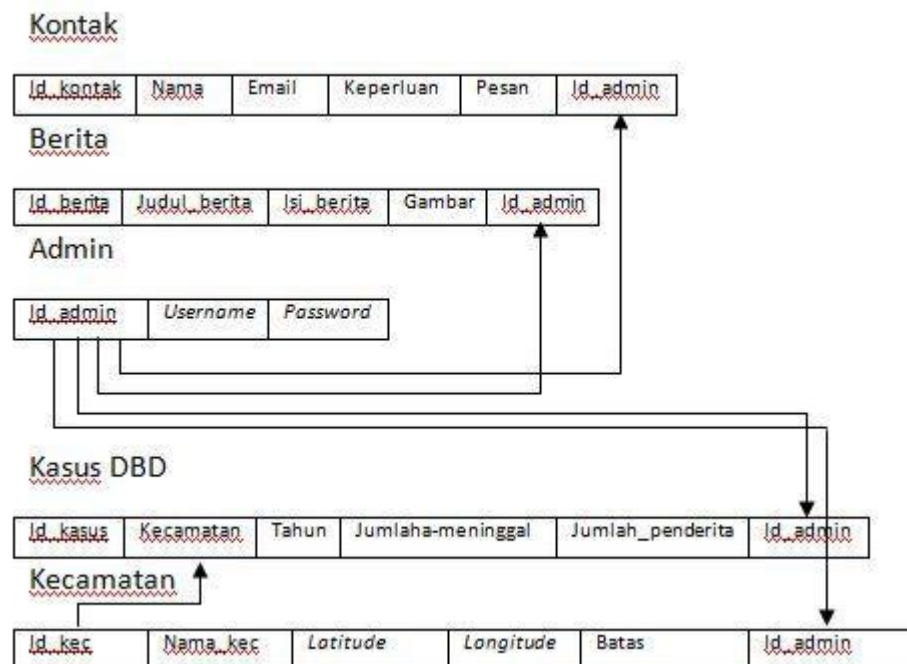 Kontak
Id_kontak Nama Email Keperluan Pesan Id_admin
Berita
Id_berita Judul_berita Isi_berita Gambar Id_admin
Admin
Id_admin Username Password
Kasus DBD
Id_kasus Kecamatan Tahun Jumlaha-meninggal Jumlah_penderita Id_admin
Kecamatan
Id_kec Nama_kec Latitude Longitude Batas Id_admin